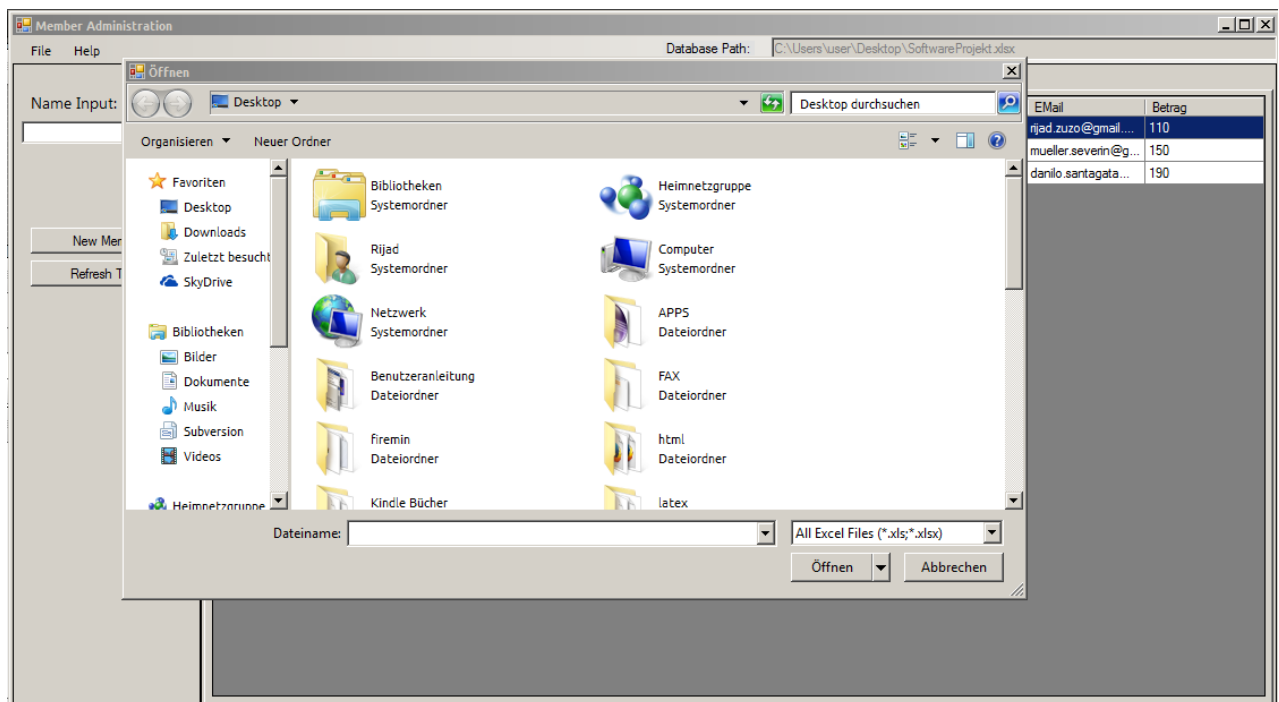 Member Administration
File Help Database Path: C:\Users\user\Desktop\SoftwareProjekt.xlsx
Öffnen
Name Input:
Desktop
Desktop durchsuchen
Organisieren Neuer Ordner
Favoriten
Desktop
Downloads
Zuletzt besucht
SkyDrive
Bibliotheken
Bilder
Dokumente
Musik
Subversion
Videos
Heimnetzgruppe
Bibliotheken
Systemordner
Heimnetzgruppe
Systemordner
Rijad
Systemordner
Computer
Systemordner
Netzwerk
Systemordner
APPS
Dateiordner
Benutzeranleitung
Dateiordner
FAX
Dateiordner
firemin
Dateiordner
html
Dateiordner
Kindle Bücher
latex
Dateiname:
All Excel Files (*.xls;*.xlsx)
Öffnen Abbrechen
New Mer
Refresh T
EMail Betrag
rijad.zuzo@gmail.... 110
mueller.severin@g... 150
danilo.santagata... 190